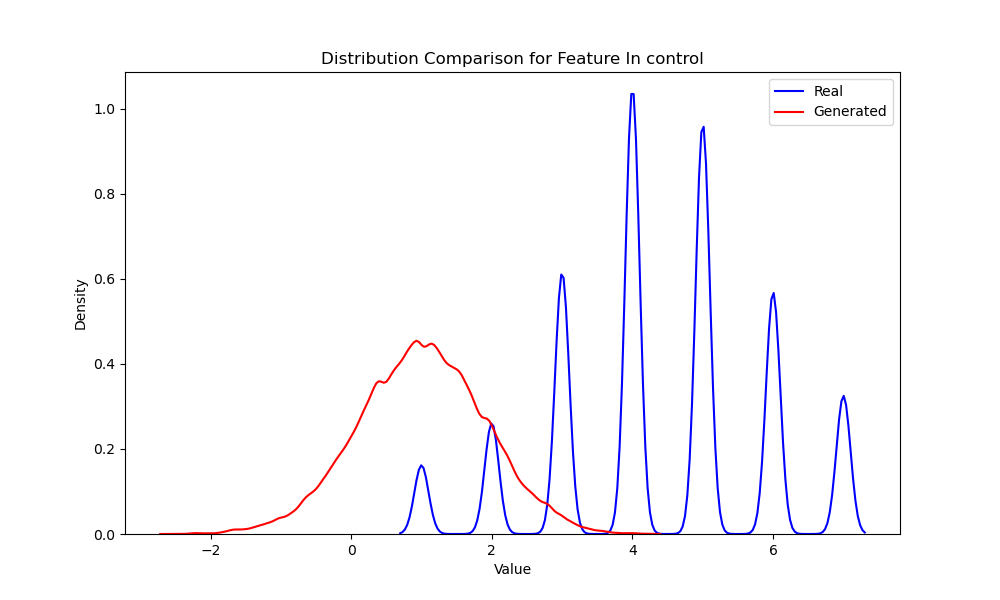 Distribution Comparison for Feature In control
Real
Generated
1.0
0.8
0.6
0.4
0.2
0.0
Density
−2
0
2
4
6
Value